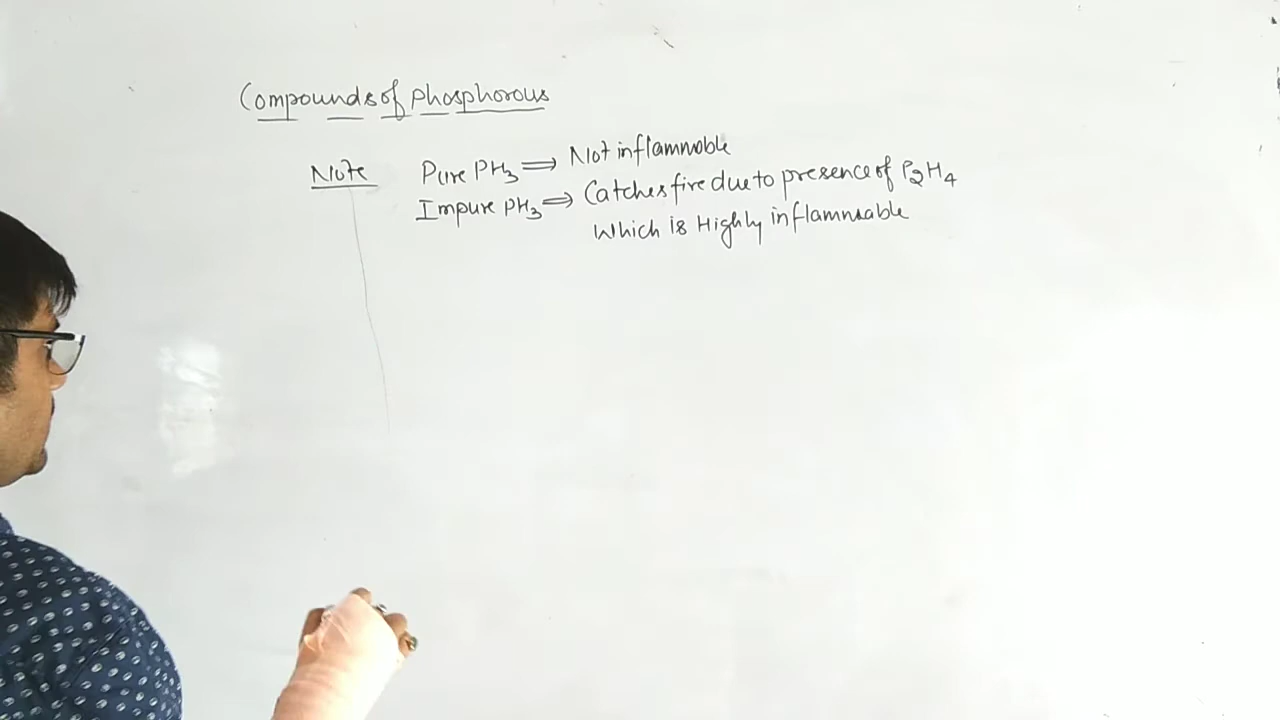 Compounds of Phosphorous
Note Pure PH3 ⇒ Not inflammable
Impure PH3 ⇒ Catches fire due to presence of P2H4
Which is Highly inflammable